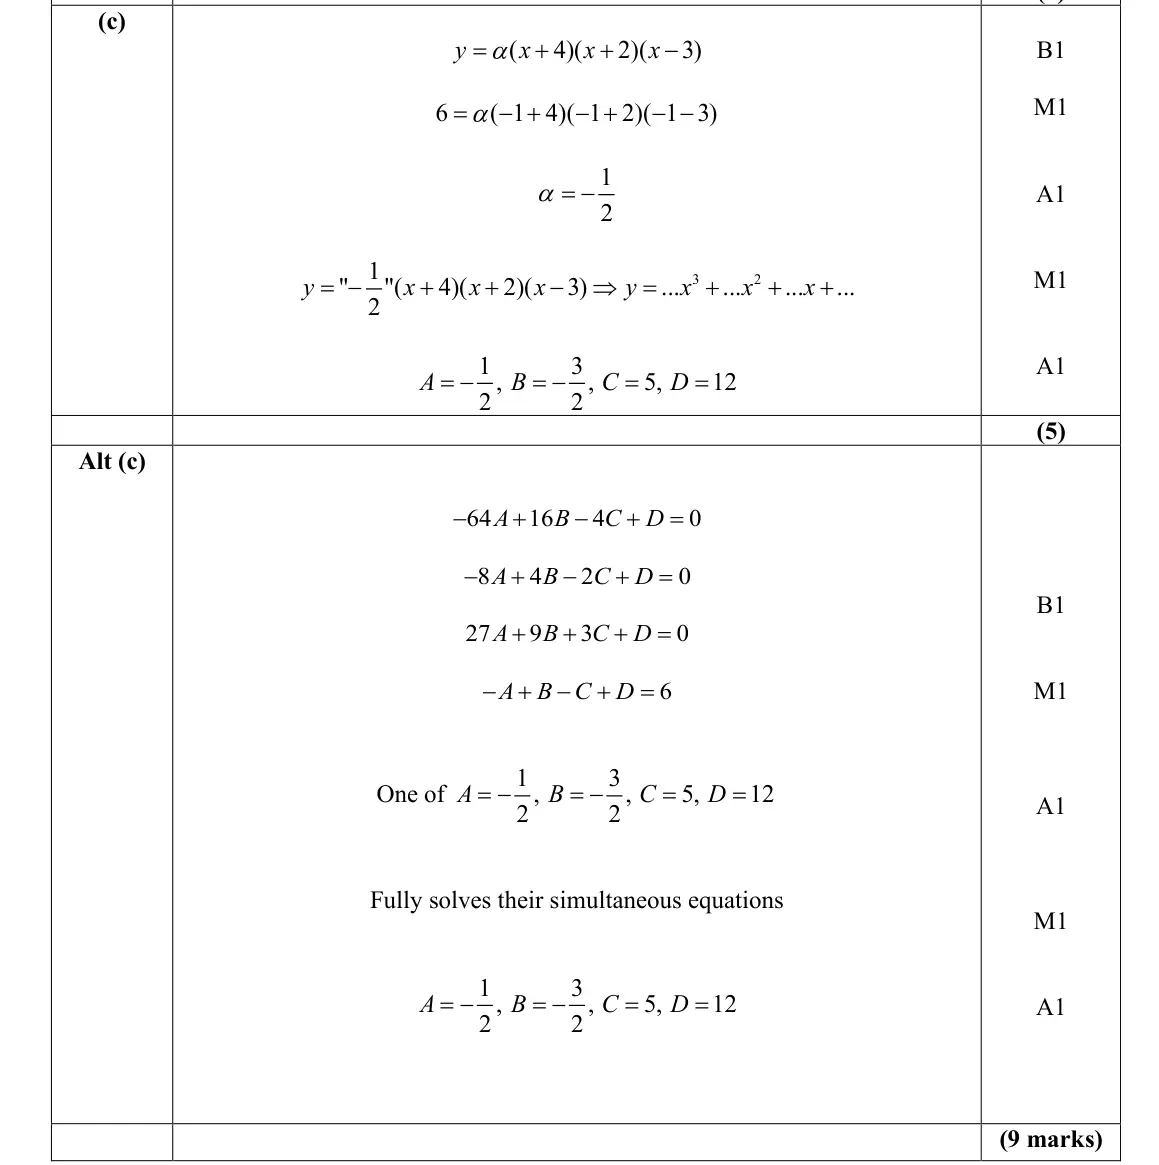 (c)
y = α(x + 4)(x + 2)(x − 3) B1
6 = α(−1 + 4)(−1 + 2)(−1 − 3) M1
α = −1/2 A1
y = "−1/2"(x + 4)(x + 2)(x − 3) ⇒ y = ...x³ + ...x² + ...x + ... M1
A = −1/2, B = −3/2, C = 5, D = 12 A1
(5)
Alt (c)
−64A + 16B − 4C + D = 0
−8A + 4B − 2C + D = 0
B1
27A + 9B + 3C + D = 0
−A + B − C + D = 6 M1
One of A = −1/2, B = −3/2, C = 5, D = 12 A1
Fully solves their simultaneous equations M1
A = −1/2, B = −3/2, C = 5, D = 12 A1
(9 marks)